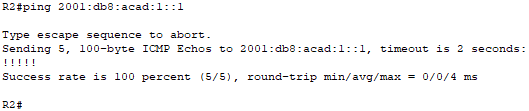 R2#ping 2001:db8:acad:1::1
Type escape sequence to abort.
Sending 5, 100-byte ICMP Echos to 2001:db8:acad:1::1, timeout is 2 seconds:
!!!!!
Success rate is 100 percent (5/5), round-trip min/avg/max = 0/0/4 ms
R2#